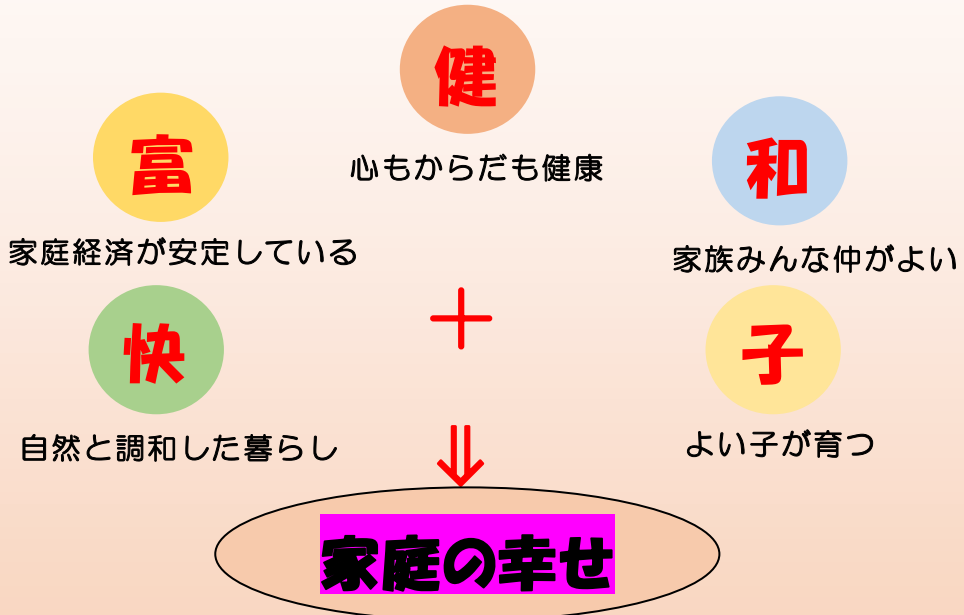 健
心もからだも健康
富
家庭経済が安定している
和
家族みんな仲がよい
快
自然と調和した暮らし
子
よい子が育つ
＋
⇓
家庭の幸せ